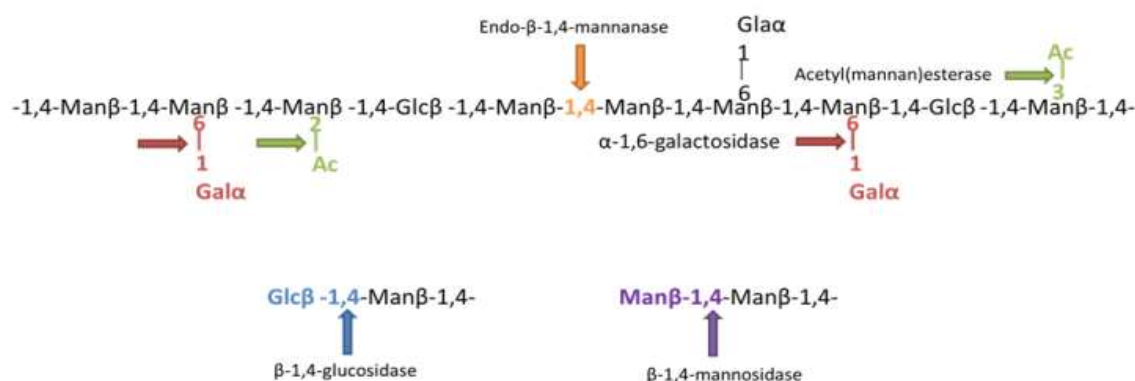 Endo-β-1,4-mannanase
Glaα
1
6
Acetyl(mannan)esterase
Ac
3
-1,4-Manβ-1,4-Manβ -1,4-Manβ -1,4-Glcβ -1,4-Manβ-1,4-Manβ-1,4-Manβ-1,4-Manβ-1,4-Glcβ -1,4-Manβ-1,4-
6
1
Galα
2
Ac
α-1,6-galactosidase
6
1
Galα
Glcβ -1,4-Manβ-1,4-
β-1,4-glucosidase
Manβ-1,4-Manβ-1,4-
β-1,4-mannosidase